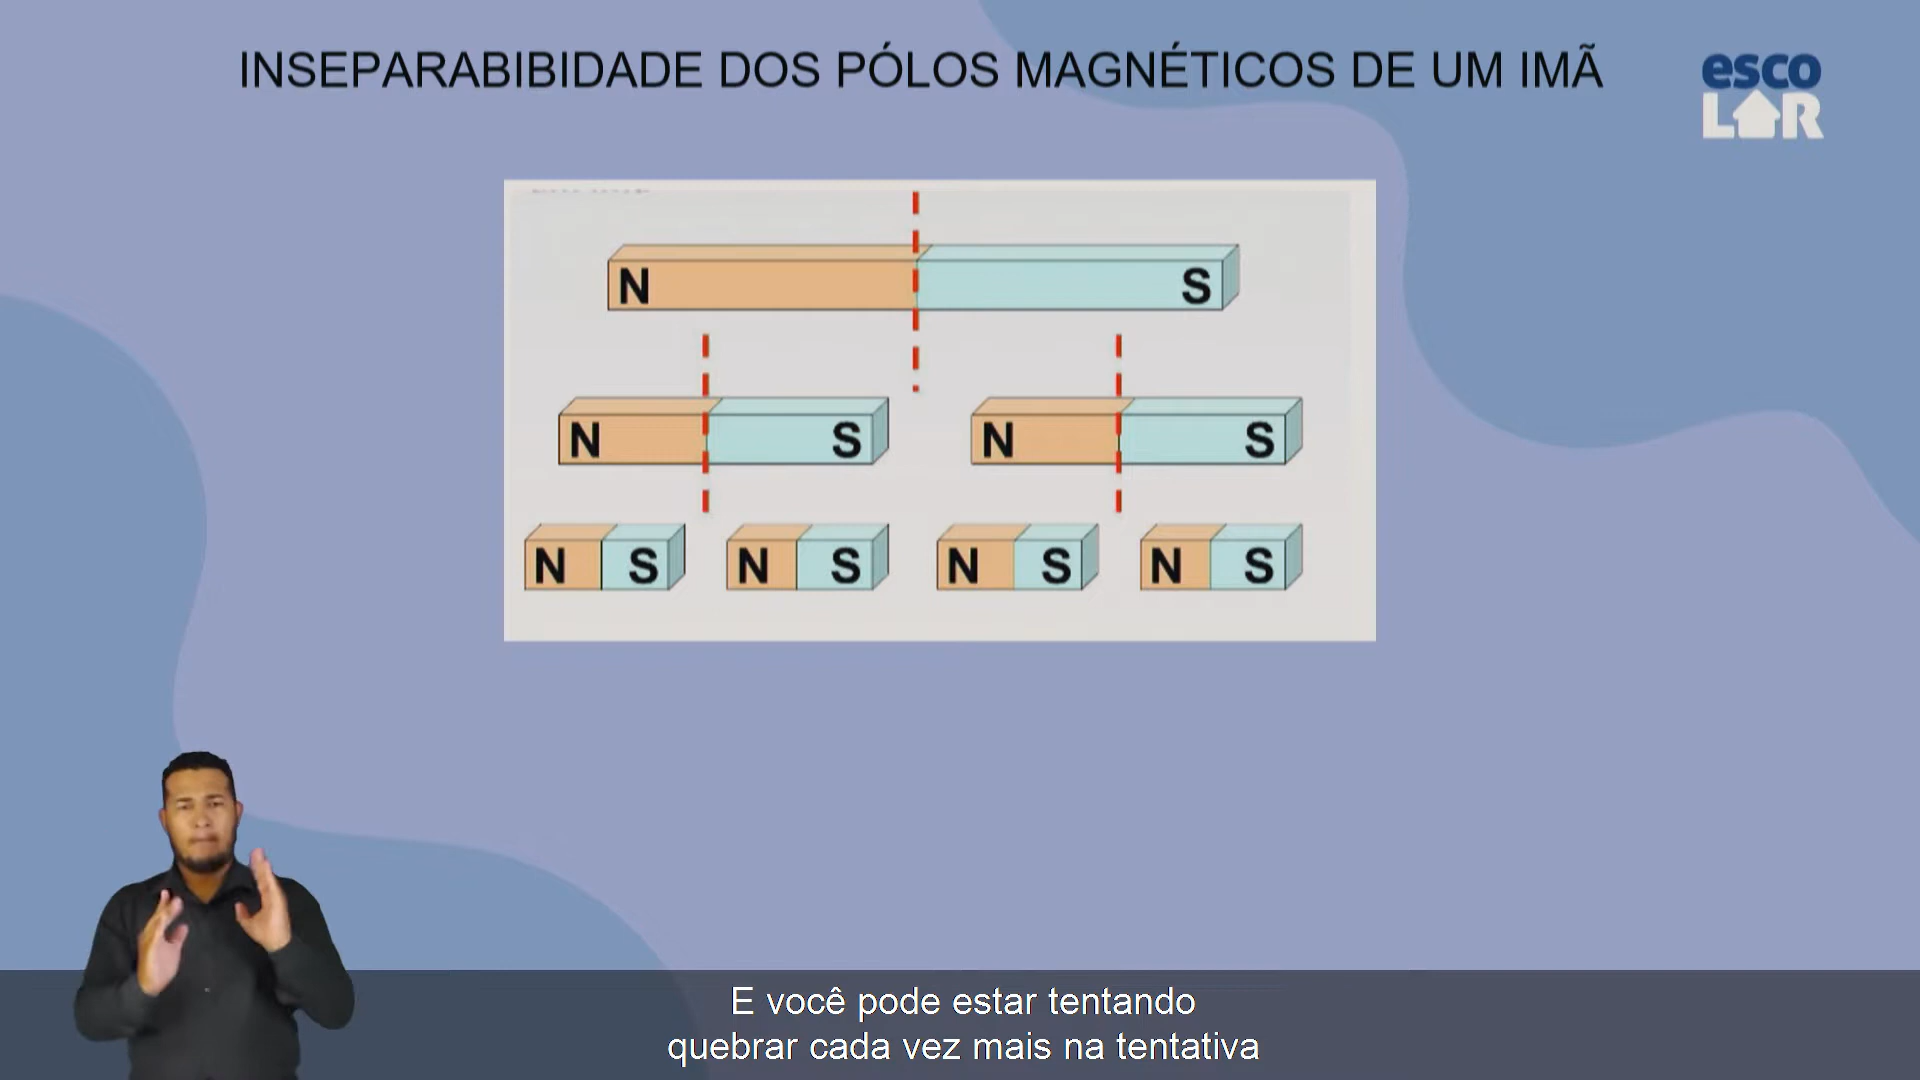 INSEPARABIBIDADE DOS PÓLOS MAGNÉTICOS DE UM IMÃ
esco
LAR
N S
N S N S
N S N S N S N S
E você pode estar tentando
quebrar cada vez mais na tentativa